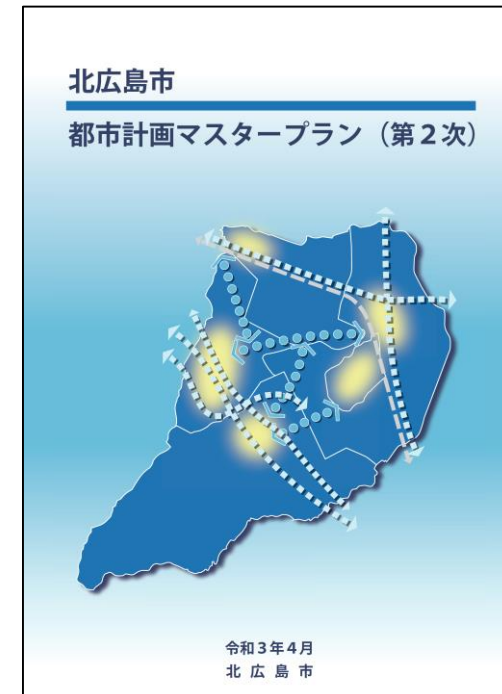 北広島市
都市計画マスタープラン（第２次）
令和３年４月
北広島市